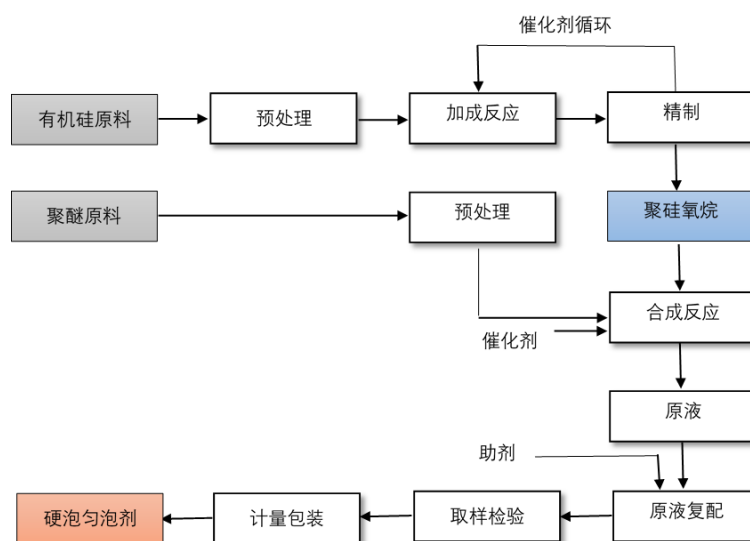 催化剂循环
有机硅原料
预处理
加成反应
精制
聚醚原料
预处理
聚硅氧烷
合成反应
催化剂
原液
助剂
硬泡匀泡剂
计量包装
取样检验
原液复配